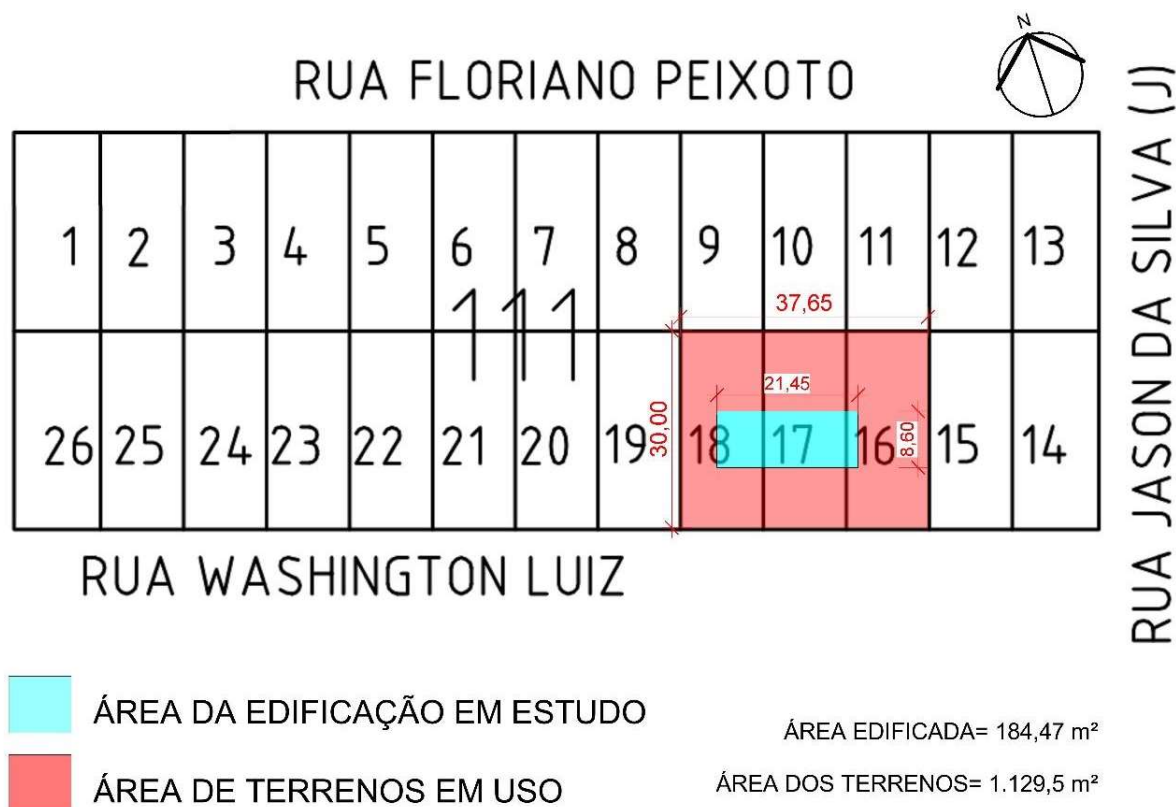 N
RUA FLORIANO PEIXOTO
RUA JASON DA SILVA (J)
1 2 3 4 5 6 7 8 9 10 11 12 13
111
37,65
21,45
30,00
8,60
26 25 24 23 22 21 20 19 18 17 16 15 14
RUA WASHINGTON LUIZ
ÁREA DA EDIFICAÇÃO EM ESTUDO
ÁREA EDIFICADA= 184,47 m²
ÁREA DE TERRENOS EM USO
ÁREA DOS TERRENOS= 1.129,5 m²